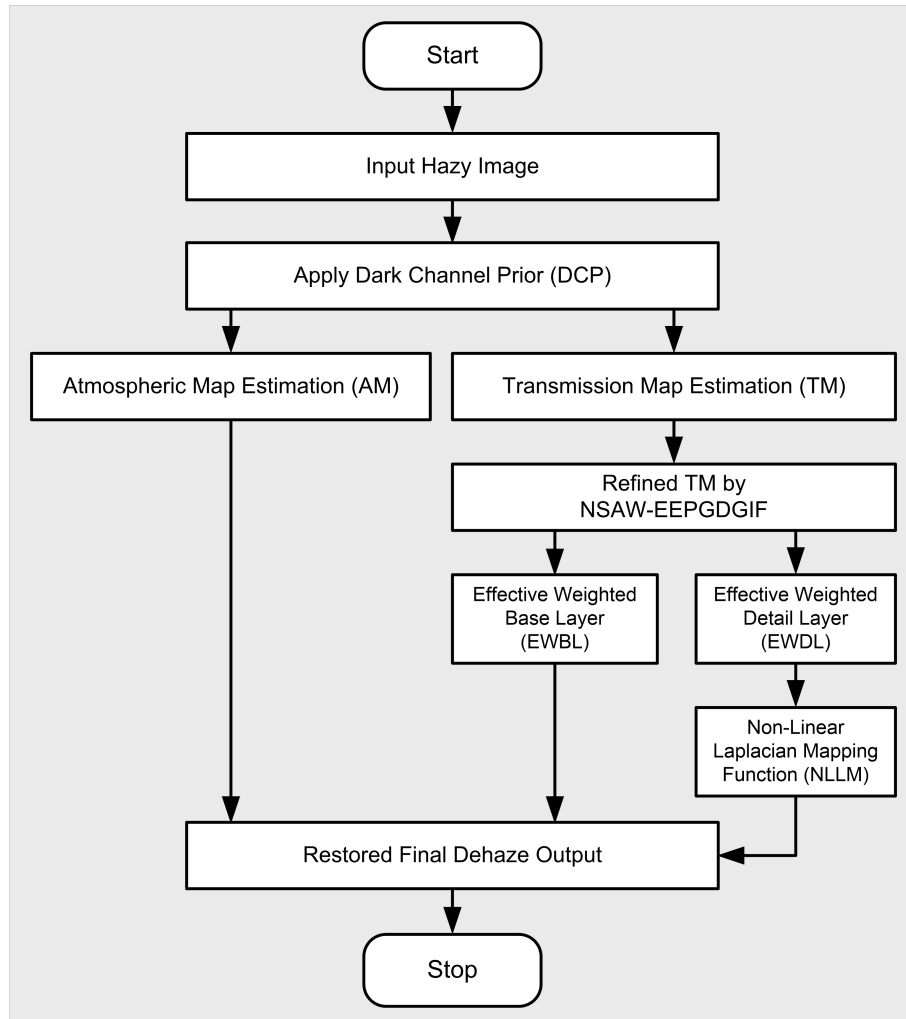 Start
Input Hazy Image
Apply Dark Channel Prior (DCP)
Atmospheric Map Estimation (AM)
Transmission Map Estimation (TM)
Refined TM by
NSAW-EEPGDGIF
Effective Weighted
Base Layer
(EWBL)
Effective Weighted
Detail Layer
(EWDL)
Non-Linear
Laplacian Mapping
Function (NLLM)
Restored Final Dehaze Output
Stop